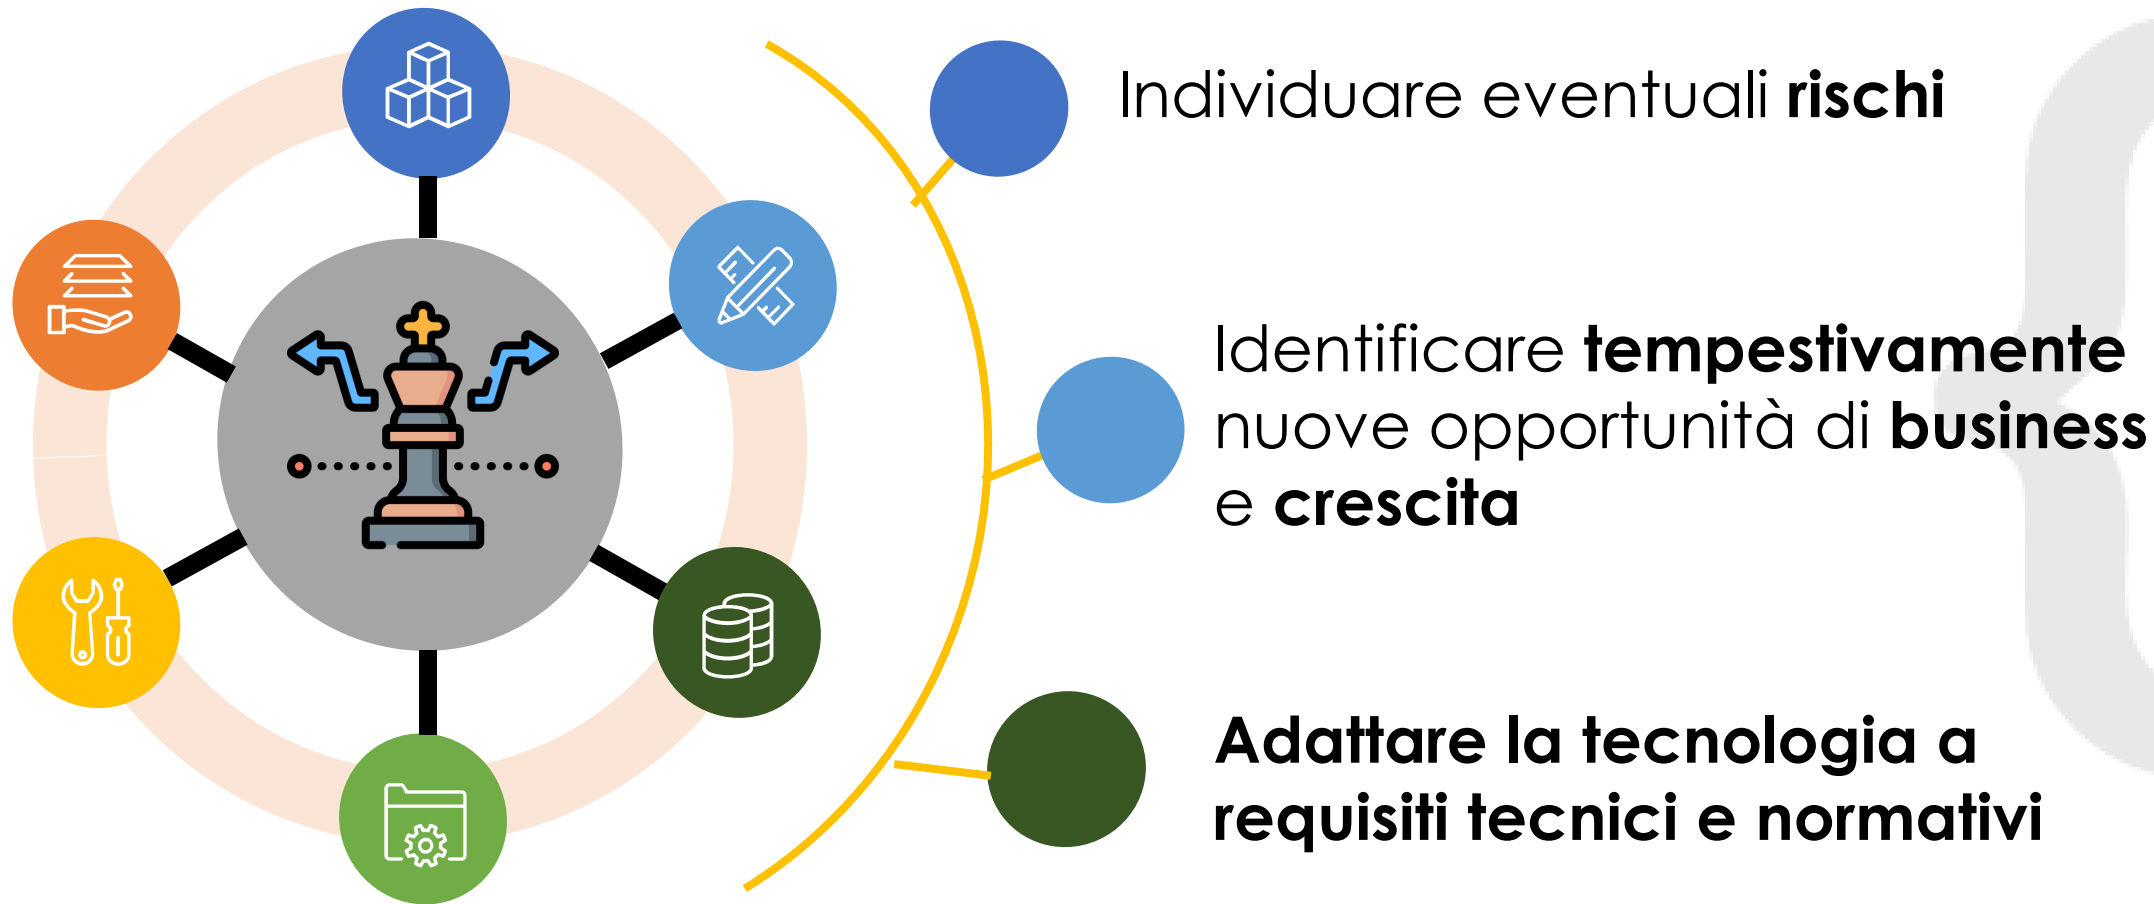 Individuare eventuali rischi
Identificare tempestivamente
nuove opportunità di business
e crescita
Adattare la tecnologia a
requisiti tecnici e normativi